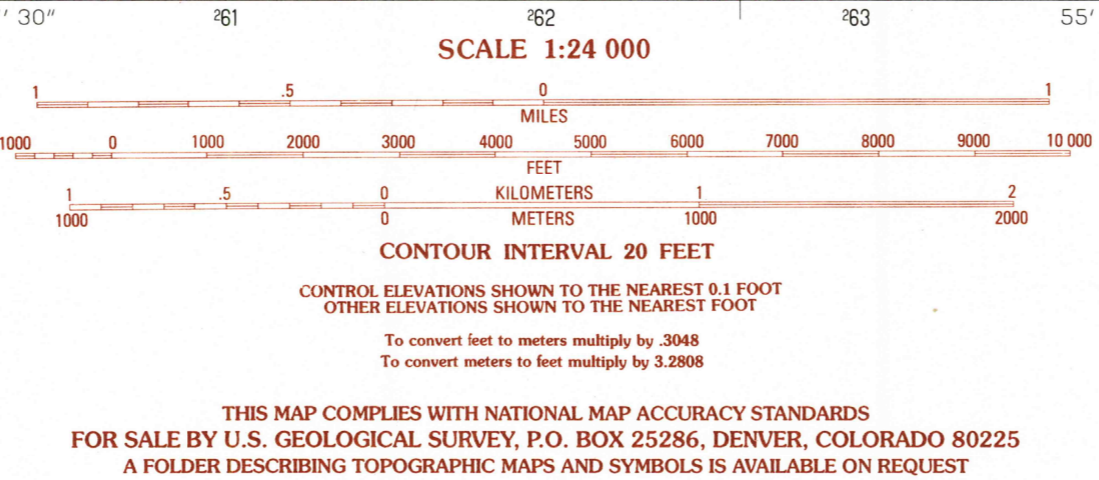 ′ 30″ ²61 ²62 ²63 55′
SCALE 1:24 000
1 .5 0 1
MILES
1000 0 1000 2000 3000 4000 5000 6000 7000 8000 9000 10 000
FEET
1 .5 0 KILOMETERS 1 2
1000 0 METERS 1000 2000
CONTOUR INTERVAL 20 FEET
CONTROL ELEVATIONS SHOWN TO THE NEAREST 0.1 FOOT
OTHER ELEVATIONS SHOWN TO THE NEAREST FOOT
To convert feet to meters multiply by .3048
To convert meters to feet multiply by 3.2808
THIS MAP COMPLIES WITH NATIONAL MAP ACCURACY STANDARDS
FOR SALE BY U.S. GEOLOGICAL SURVEY, P.O. BOX 25286, DENVER, COLORADO 80225
A FOLDER DESCRIBING TOPOGRAPHIC MAPS AND SYMBOLS IS AVAILABLE ON REQUEST